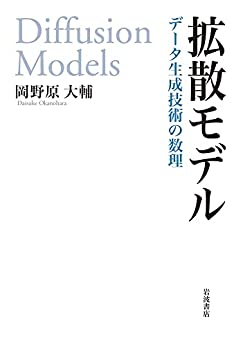 Diffusion
Models
岡野原 大輔
Daisuke Okanohara
拡散モデル
データ生成技術の数理
岩波書店